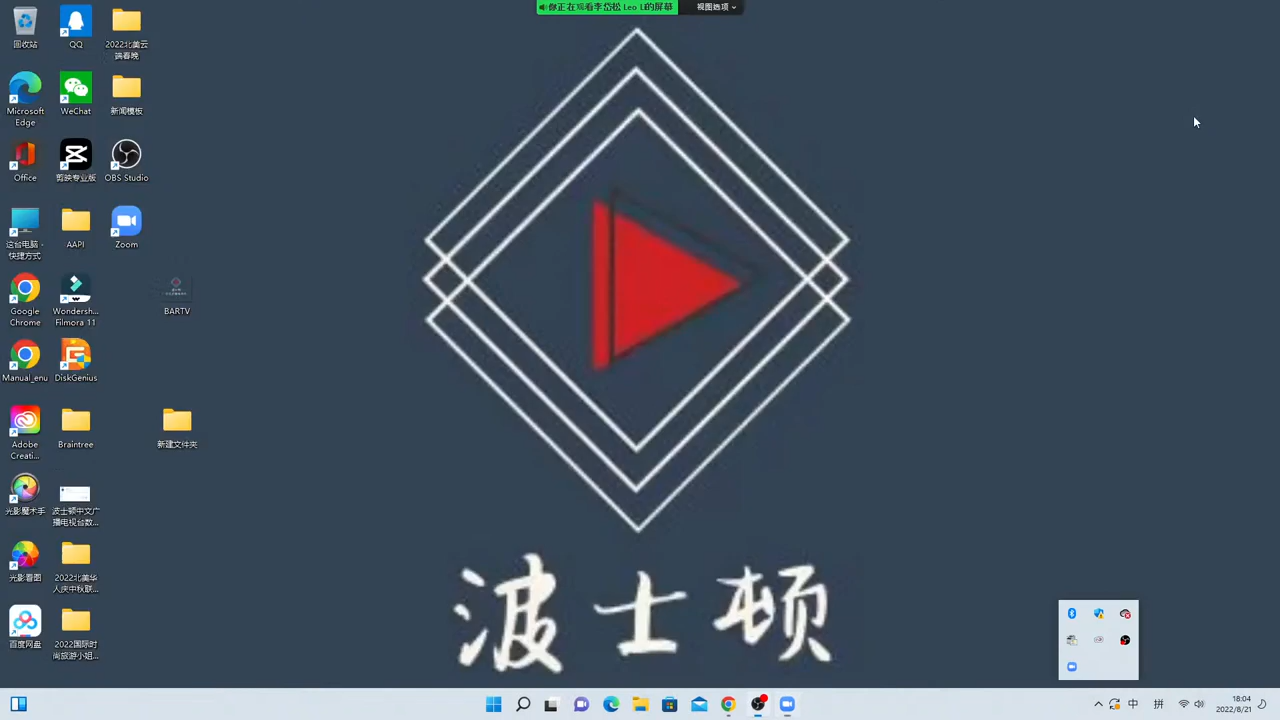 你正在观看李岱松 Leo Li的屏幕
视图选项
回收站
QQ
2022北美云
端春晚
Microsoft
Edge
WeChat
新闻模板
Office
剪映专业版
OBS Studio
这台电脑 -
快捷方式
AAPI
Zoom
Google
Chrome
Wondersh...
Filmora 11
BARTV
Manual_enu
DiskGenius
Adobe
Creati...
Braintree
新建文件夹
光影魔术手
波士顿中文广
播电视台数...
光影看图
2022北美华
人庆中秋联...
百度网盘
2022国际时
尚旅游小姐...
波士顿
中
拼
18:04
2022/8/21